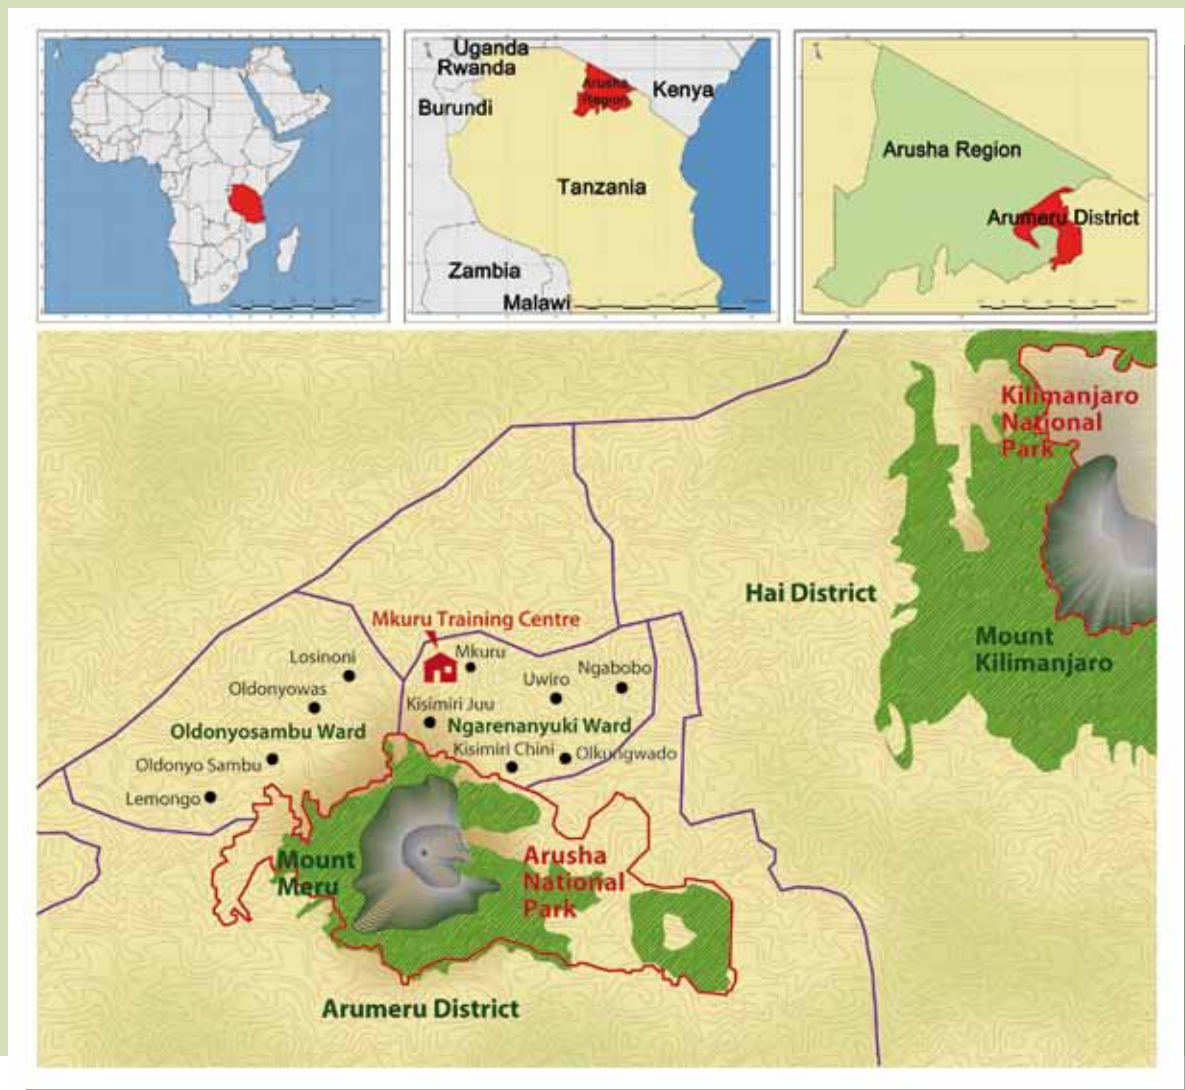 Uganda
Rwanda
Burundi
Arusha
Region
Kenya
Tanzania
Zambia
Malawi
Arusha Region
Arumeru District
Kilimanjaro
National
Park
Hai District
Mount
Kilimanjaro
Mkuru Training Centre
Losinoni
Mkuru
Ngabobo
Uwiro
Oldonyowas
Kisimiri Juu
Oldonyosambu Ward
Ngarenanyuki Ward
Kisimiri Chini
Olkungwado
Oldonyo Sambu
Lemongo
Mount
Meru
Arusha
National
Park
Arumeru District